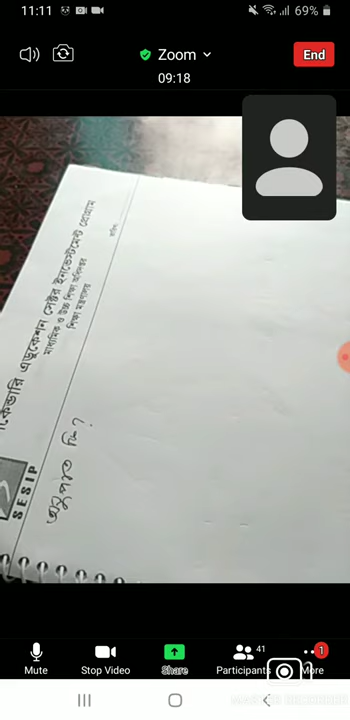 11:11
69%
Zoom
End
09:18
কেন্ডারি এডুকেশন সেক্টর ইনভেস্টমেন্ট প্রোগ্রাম
মাধ্যমিক ও উচ্চ শিক্ষা অধিদপ্তর
শিক্ষা মন্ত্রণালয়
তারিখ:
SESIP
অনুপাত কি?
Mute
Stop Video
Share
Participants
41
More
1